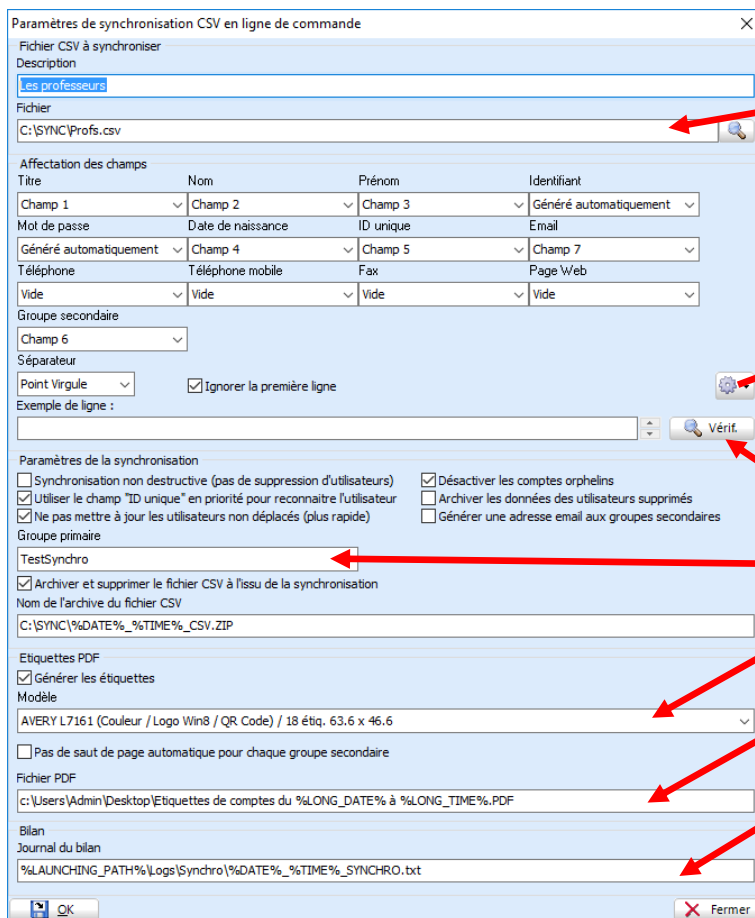 Paramètres de synchronisation CSV en ligne de commande
Fichier CSV à synchroniser
Description
Les professeurs
Fichier
C:\SYNC\Profs.csv
Affectation des champs
Titre Nom Prénom Identifiant
Champ 1 Champ 2 Champ 3 Généré automatiquement
Mot de passe Date de naissance ID unique Email
Généré automatiquement Champ 4 Champ 5 Champ 7
Téléphone Téléphone mobile Fax Page Web
Vide Vide Vide Vide
Groupe secondaire
Champ 6
Séparateur
Point Virgule Ignorer la première ligne
Exemple de ligne :
Vérif.
Paramètres de la synchronisation
Synchronisation non destructive (pas de suppression d'utilisateurs) Désactiver les comptes orphelins
Utiliser le champ "ID unique" en priorité pour reconnaitre l'utilisateur Archiver les données des utilisateurs supprimés
Ne pas mettre à jour les utilisateurs non déplacés (plus rapide) Générer une adresse email aux groupes secondaires
Groupe primaire
TestSynchro
Archiver et supprimer le fichier CSV à l'issu de la synchronisation
Nom de l'archive du fichier CSV
C:\SYNC\%DATE%_%TIME%_CSV.ZIP
Etiquettes PDF
Générer les étiquettes
Modèle
AVERY L7161 (Couleur / Logo Win8 / QR Code) / 18 étiq. 63.6 x 46.6
Pas de saut de page automatique pour chaque groupe secondaire
Fichier PDF
c:\Users\Admin\Desktop\Etiquettes de comptes du %LONG_DATE% à %LONG_TIME%.PDF
Bilan
Journal du bilan
%LAUNCHING_PATH%\Logs\Synchro\%DATE%_%TIME%_SYNCHRO.txt
OK Fermer